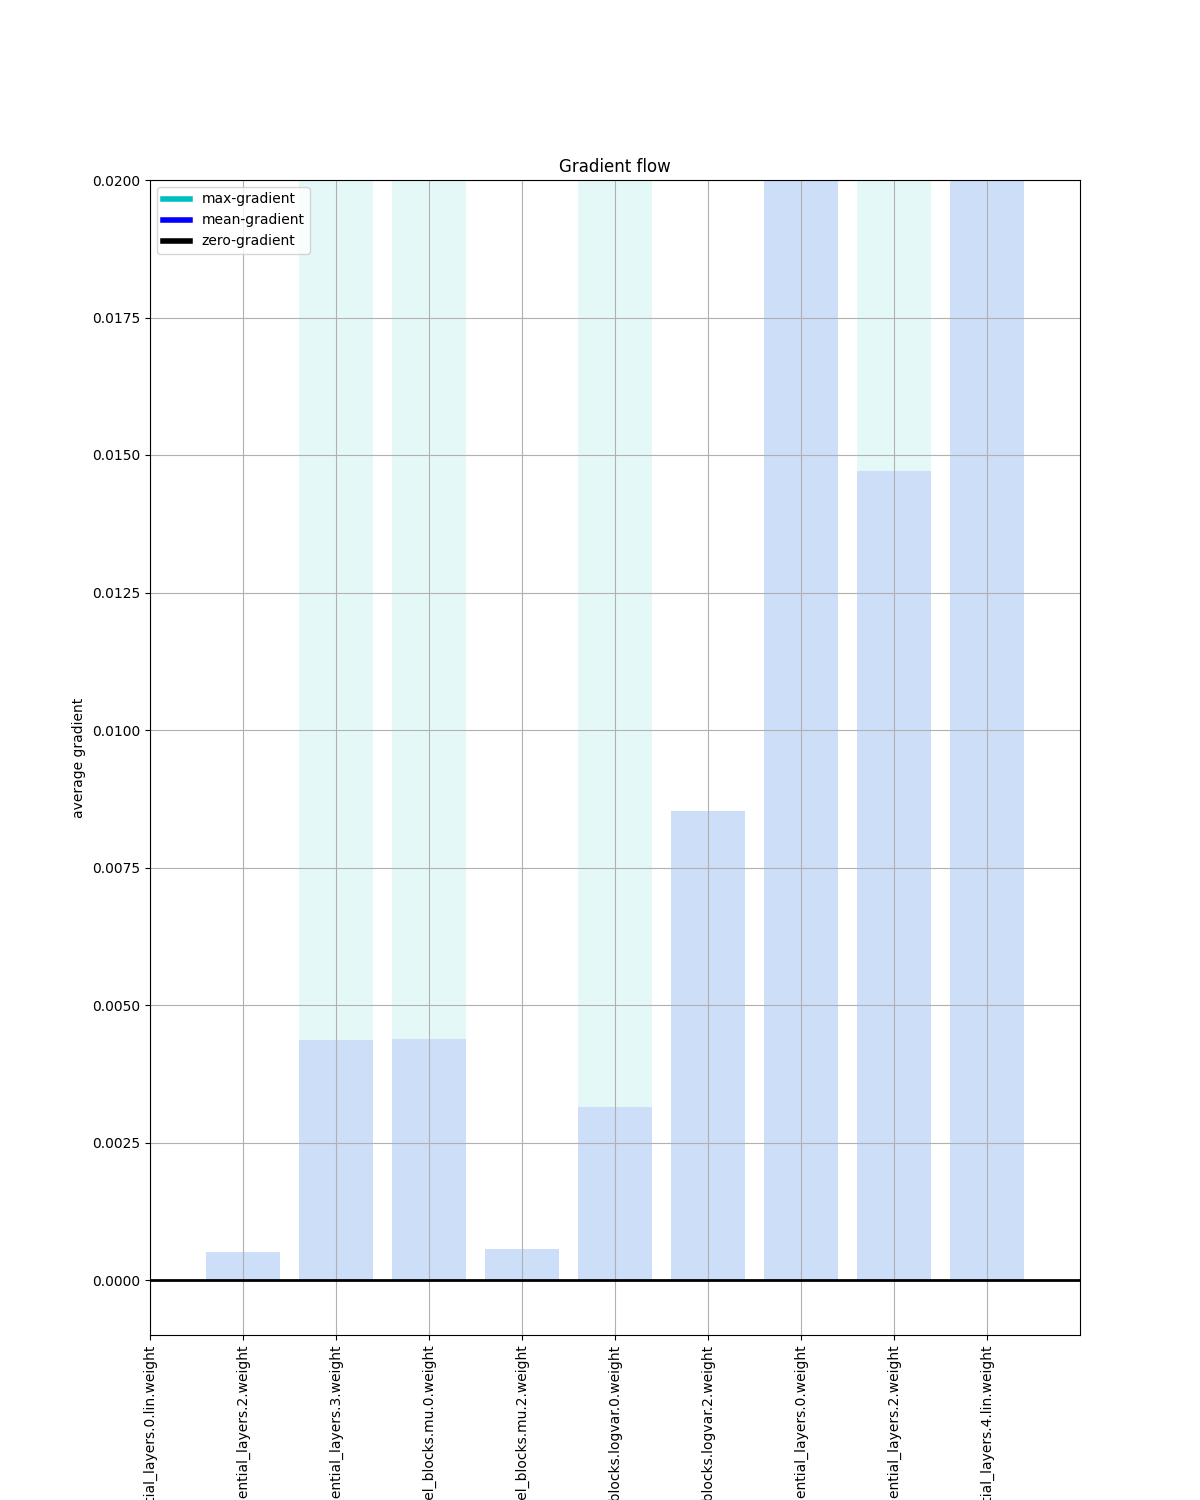 Gradient flow
max-gradient
mean-gradient
zero-gradient
0.0200
0.0175
0.0150
0.0125
0.0100
0.0075
0.0050
0.0025
0.0000
average gradient
tial_layers.0.lin.weight
ential_layers.2.weight
ential_layers.3.weight
el_blocks.mu.0.weight
el_blocks.mu.2.weight
blocks.logvar.0.weight
blocks.logvar.2.weight
ential_layers.0.weight
ential_layers.2.weight
tial_layers.4.lin.weight